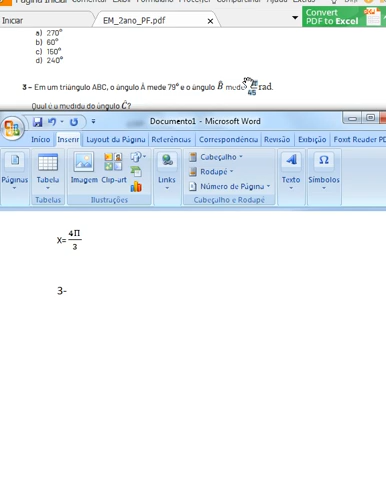 Página Inicial Comentar Exibir Formulário Proteger Compartilhar Ajuda Extras
Iniciar EM_2ano_PF.pdf × Convert PDF to Excel
a) 270°
b) 60°
c) 150°
d) 240°
3 - Em um triângulo ABC, o ângulo Â mede 79° e o ângulo B̂ mede π/45 rad.
Qual é a medida do ângulo Ĉ?
Documento1 - Microsoft Word
Início Inserir Layout da Página Referências Correspondências Revisão Exibição Foxit Reader PD
Páginas Tabela Imagem Clip-art Links Cabeçalho Rodapé Número de Página Texto Símbolos
Tabelas Ilustrações Cabeçalho e Rodapé
X= 4Π/3
3-